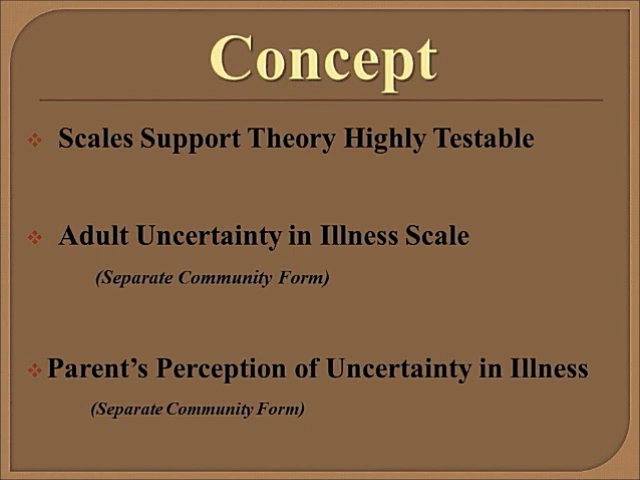 Concept
Scales Support Theory Highly Testable
Adult Uncertainty in Illness Scale
(Separate Community Form)
Parent’s Perception of Uncertainty in Illness
(Separate Community Form)